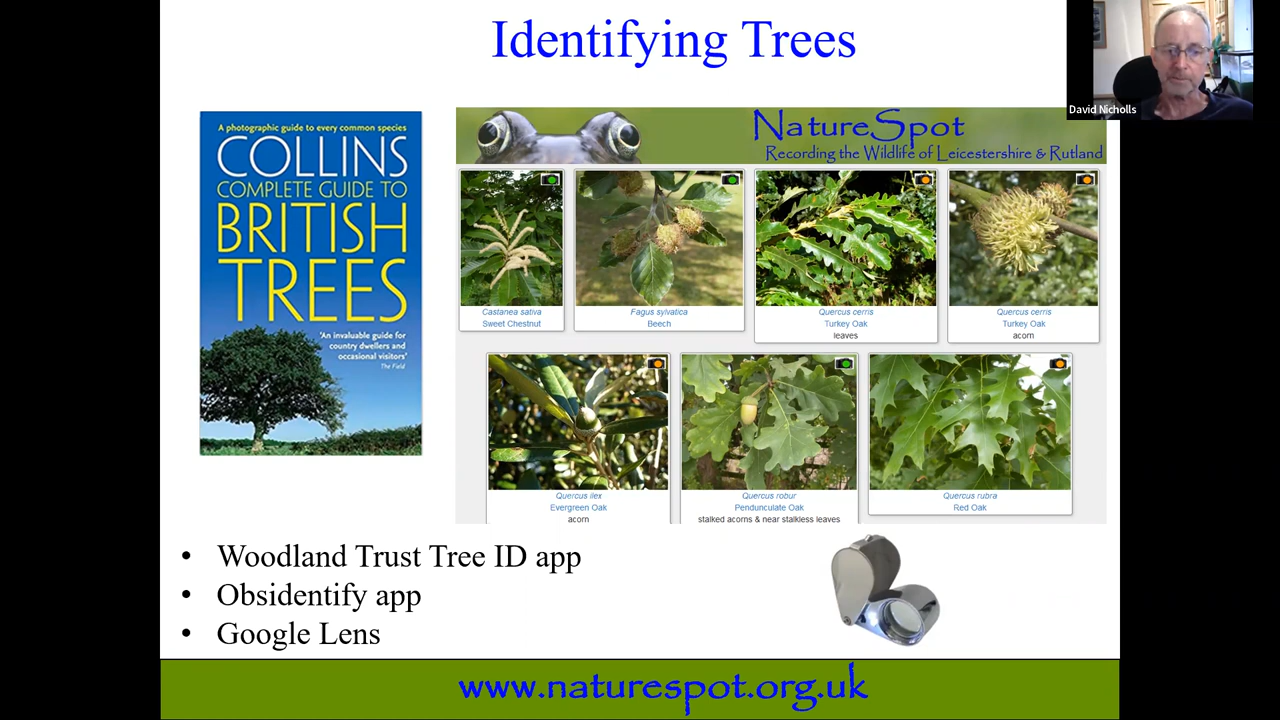 Identifying Trees
David Nicholls
A photographic guide to every common species
COLLINS
COMPLETE GUIDE TO
BRITISH
TREES
'An invaluable guide for
country dwellers and
occasional visitors'
The Field
NatureSpot
Recording the Wildlife of Leicestershire & Rutland
Castanea sativa
Sweet Chestnut
Fagus sylvatica
Beech
Quercus cerris
Turkey Oak
leaves
Quercus cerris
Turkey Oak
acorn
Quercus ilex
Evergreen Oak
acorn
Quercus robur
Pendunculate Oak
stalked acorns & near stalkless leaves
Quercus rubra
Red Oak
• Woodland Trust Tree ID app
• Obsidentify app
• Google Lens
www.naturespot.org.uk